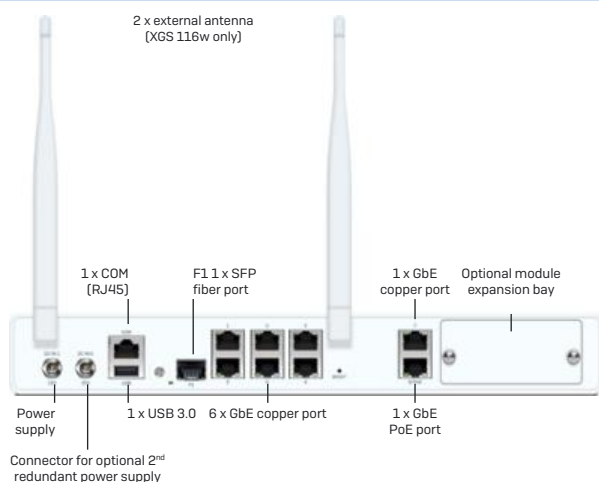 2 x external antenna
(XGS 116w only)
1 x COM
(RJ45)
F1 1 x SFP
fiber port
1 x GbE
copper port
Optional module
expansion bay
Power
supply
1 x USB 3.0
6 x GbE copper port
1 x GbE
PoE port
Connector for optional 2nd
redundant power supply